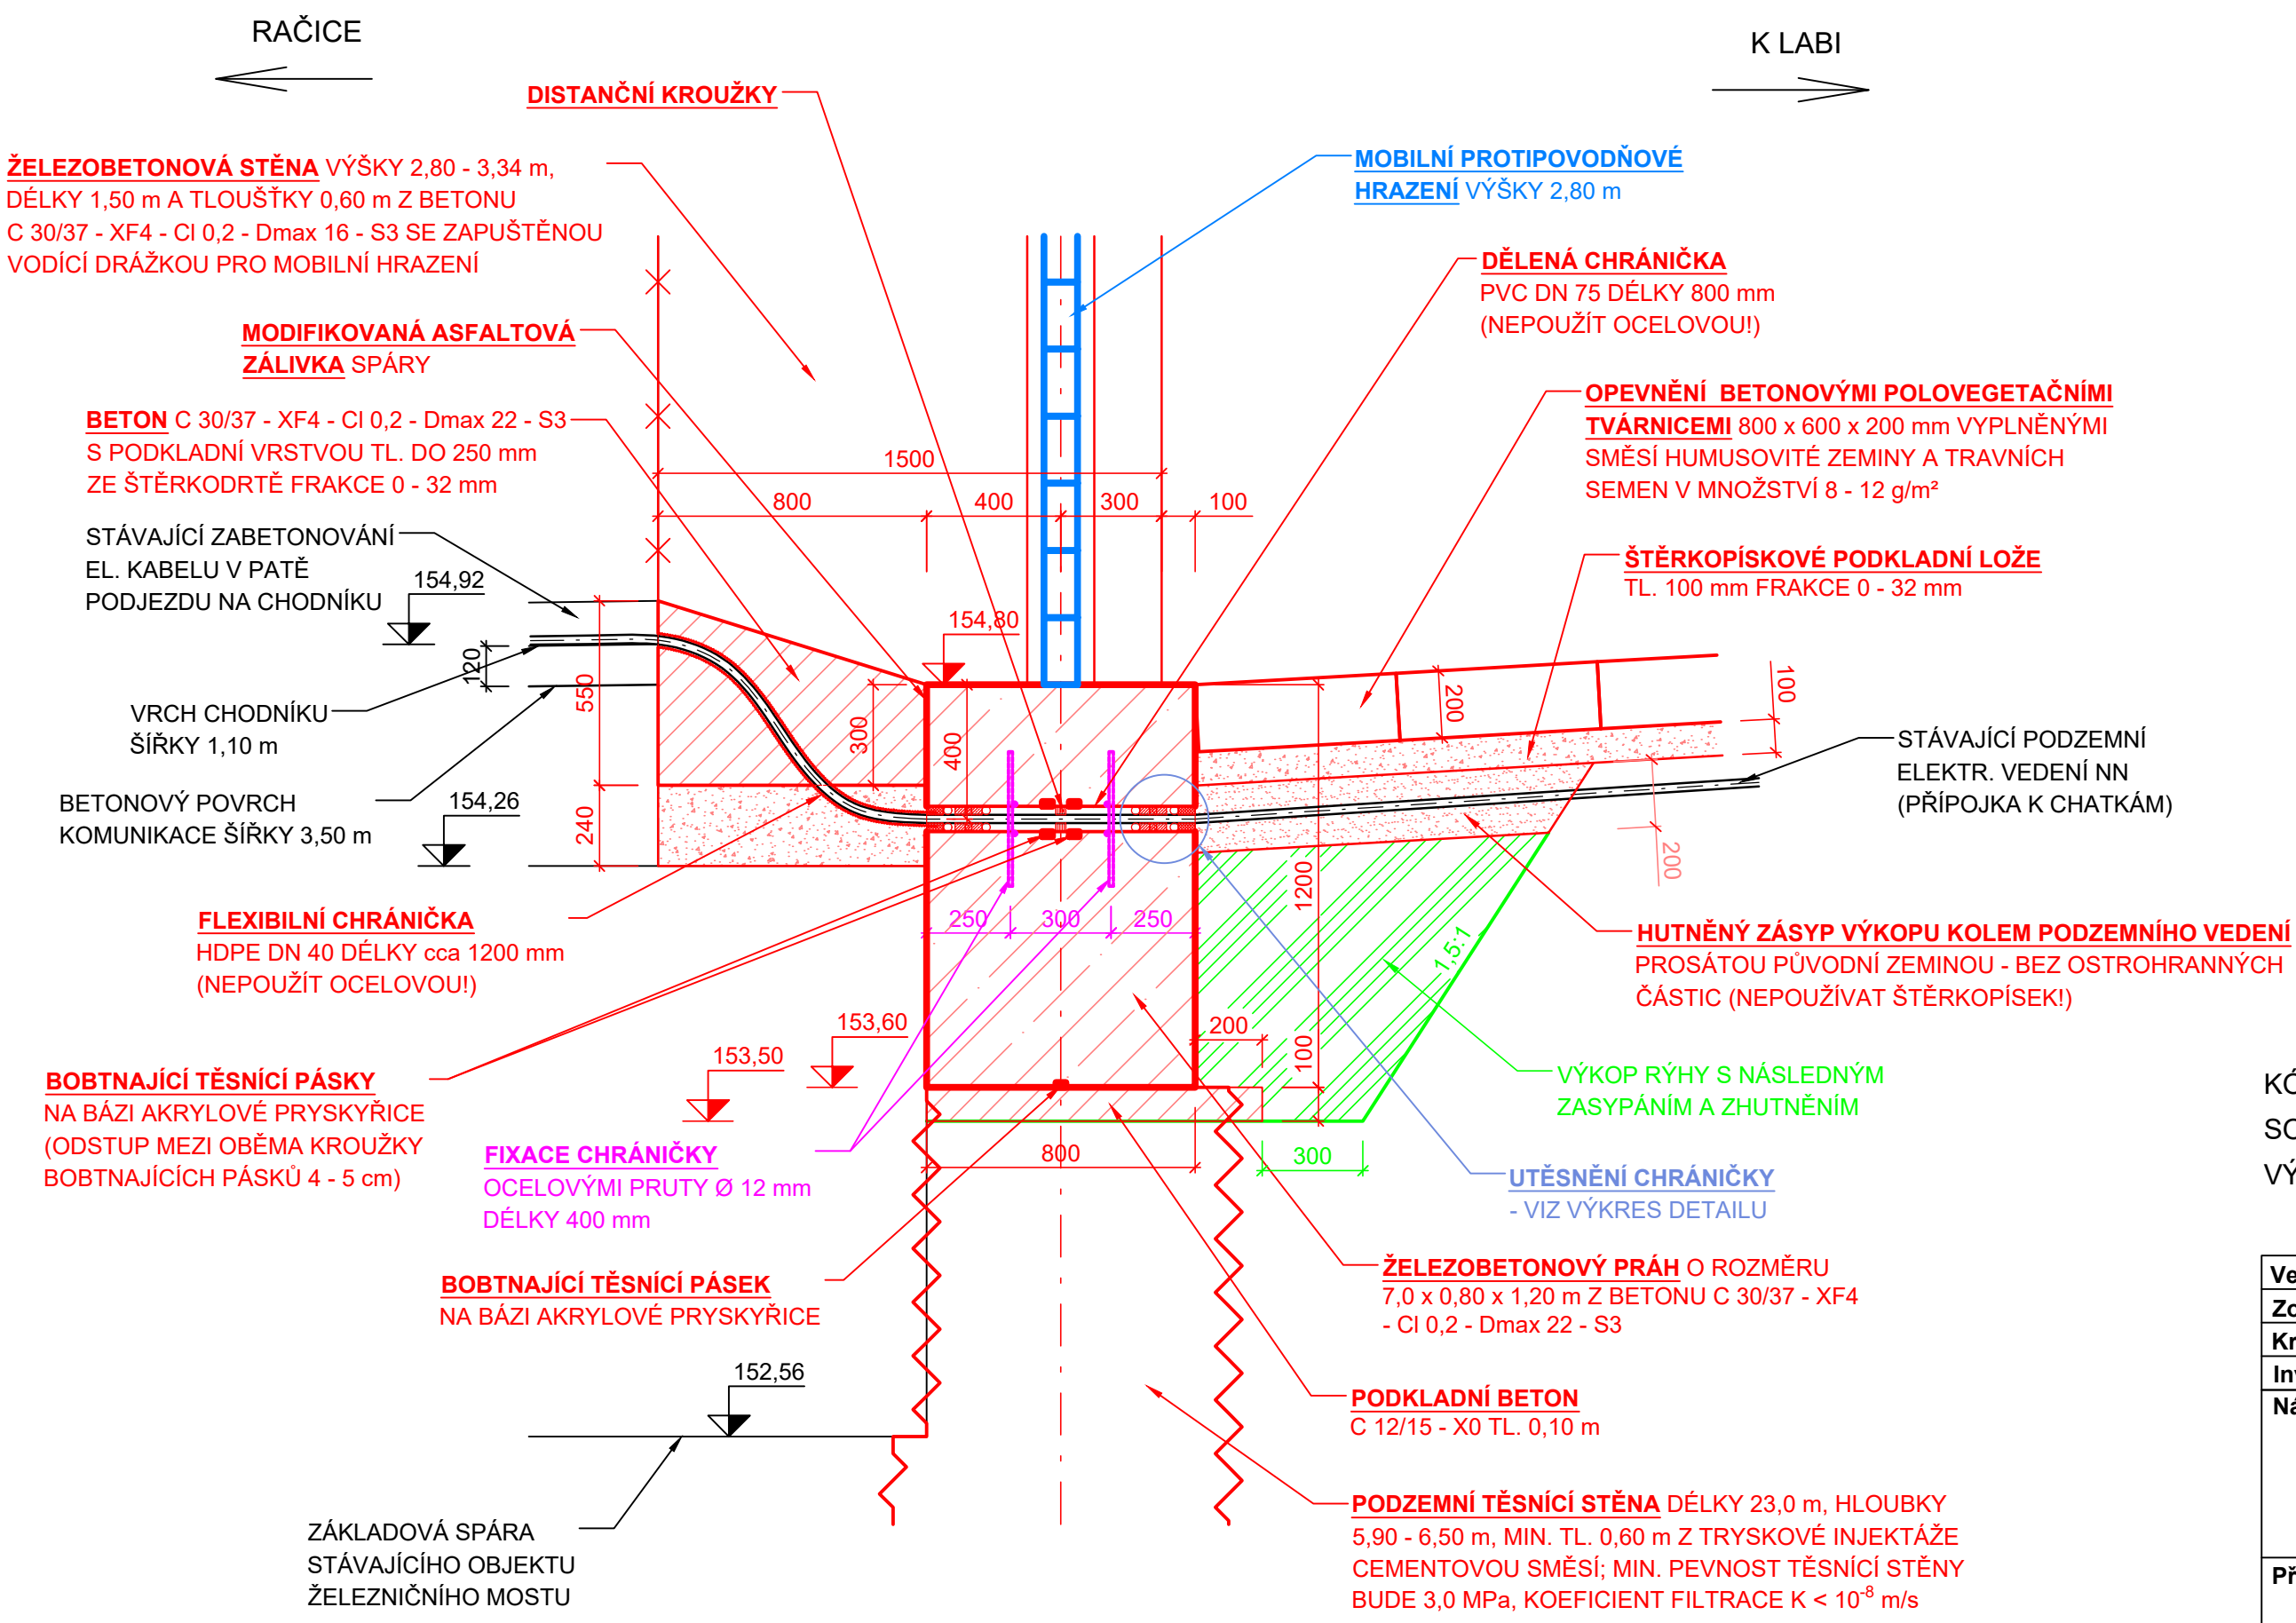 RAČICE
K LABI
DISTANČNÍ KROUŽKY
ŽELEZOBETONOVÁ STĚNA VÝŠKY 2,80 - 3,34 m,
DÉLKY 1,50 m A TLOUŠŤKY 0,60 m Z BETONU
C 30/37 - XF4 - Cl 0,2 - Dmax 16 - S3 SE ZAPUŠTĚNOU
VODÍCÍ DRÁŽKOU PRO MOBILNÍ HRAZENÍ
MOBILNÍ PROTIPOVODŇOVÉ
HRAZENÍ VÝŠKY 2,80 m
DĚLENÁ CHRÁNIČKA
PVC DN 75 DÉLKY 800 mm
(NEPOUŽÍT OCELOVOU!)
MODIFIKOVANÁ ASFALTOVÁ
ZÁLIVKA SPÁRY
OPEVNĚNÍ BETONOVÝMI POLOVEGETAČNÍMI
TVÁRNICEMI 800 x 600 x 200 mm VYPLNĚNÝMI
SMĚSÍ HUMUSOVITÉ ZEMINY A TRAVNÍCH
SEMEN V MNOŽSTVÍ 8 - 12 g/m²
BETON C 30/37 - XF4 - Cl 0,2 - Dmax 22 - S3
S PODKLADNÍ VRSTVOU TL. DO 250 mm
ZE ŠTĚRKODRTĚ FRAKCE 0 - 32 mm
1500
800
400
300
100
STÁVAJÍCÍ ZABETONOVÁNÍ
EL. KABELU V PATĚ
PODJEZDU NA CHODNÍKU
154,92
154,80
ŠTĚRKOPÍSKOVÉ PODKLADNÍ LOŽE
TL. 100 mm FRAKCE 0 - 32 mm
120
550
300
400
200
100
VRCH CHODNÍKU
ŠÍŘKY 1,10 m
STÁVAJÍCÍ PODZEMNÍ
ELEKTR. VEDENÍ NN
(PŘÍPOJKA K CHATKÁM)
BETONOVÝ POVRCH
KOMUNIKACE ŠÍŘKY 3,50 m
154,26
240
200
1200
FLEXIBILNÍ CHRÁNIČKA
HDPE DN 40 DÉLKY cca 1200 mm
(NEPOUŽÍT OCELOVOU!)
250
300
250
1,5:1
HUTNĚNÝ ZÁSYP VÝKOPU KOLEM PODZEMNÍHO VEDENÍ
PROSÁTOU PŮVODNÍ ZEMINOU - BEZ OSTROHRANNÝCH
ČÁSTIC (NEPOUŽÍVAT ŠTĚRKOPÍSEK!)
153,60
153,50
200
100
BOBTNAJÍCÍ TĚSNÍCÍ PÁSKY
NA BÁZI AKRYLOVÉ PRYSKYŘICE
(ODSTUP MEZI OBĚMA KROUŽKY
BOBTNAJÍCÍCH PÁSKŮ 4 - 5 cm)
VÝKOP RÝHY S NÁSLEDNÝM
ZASYPÁNÍM A ZHUTNĚNÍM
FIXACE CHRÁNIČKY
OCELOVÝMI PRUTY Ø 12 mm
DÉLKY 400 mm
800
300
UTĚSNĚNÍ CHRÁNIČKY
- VIZ VÝKRES DETAILU
BOBTNAJÍCÍ TĚSNÍCÍ PÁSEK
NA BÁZI AKRYLOVÉ PRYSKYŘICE
ŽELEZOBETONOVÝ PRÁH O ROZMĚRU
7,0 x 0,80 x 1,20 m Z BETONU C 30/37 - XF4
- Cl 0,2 - Dmax 22 - S3
152,56
PODKLADNÍ BETON
C 12/15 - X0 TL. 0,10 m
ZÁKLADOVÁ SPÁRA
STÁVAJÍCÍHO OBJEKTU
ŽELEZNIČNÍHO MOSTU
PODZEMNÍ TĚSNÍCÍ STĚNA DÉLKY 23,0 m, HLOUBKY
5,90 - 6,50 m, MIN. TL. 0,60 m Z TRYSKOVÉ INJEKTÁŽE
CEMENTOVOU SMĚSÍ; MIN. PEVNOST TĚSNÍCÍ STĚNY
BUDE 3,0 MPa, KOEFICIENT FILTRACE K < 10⁻⁸ m/s